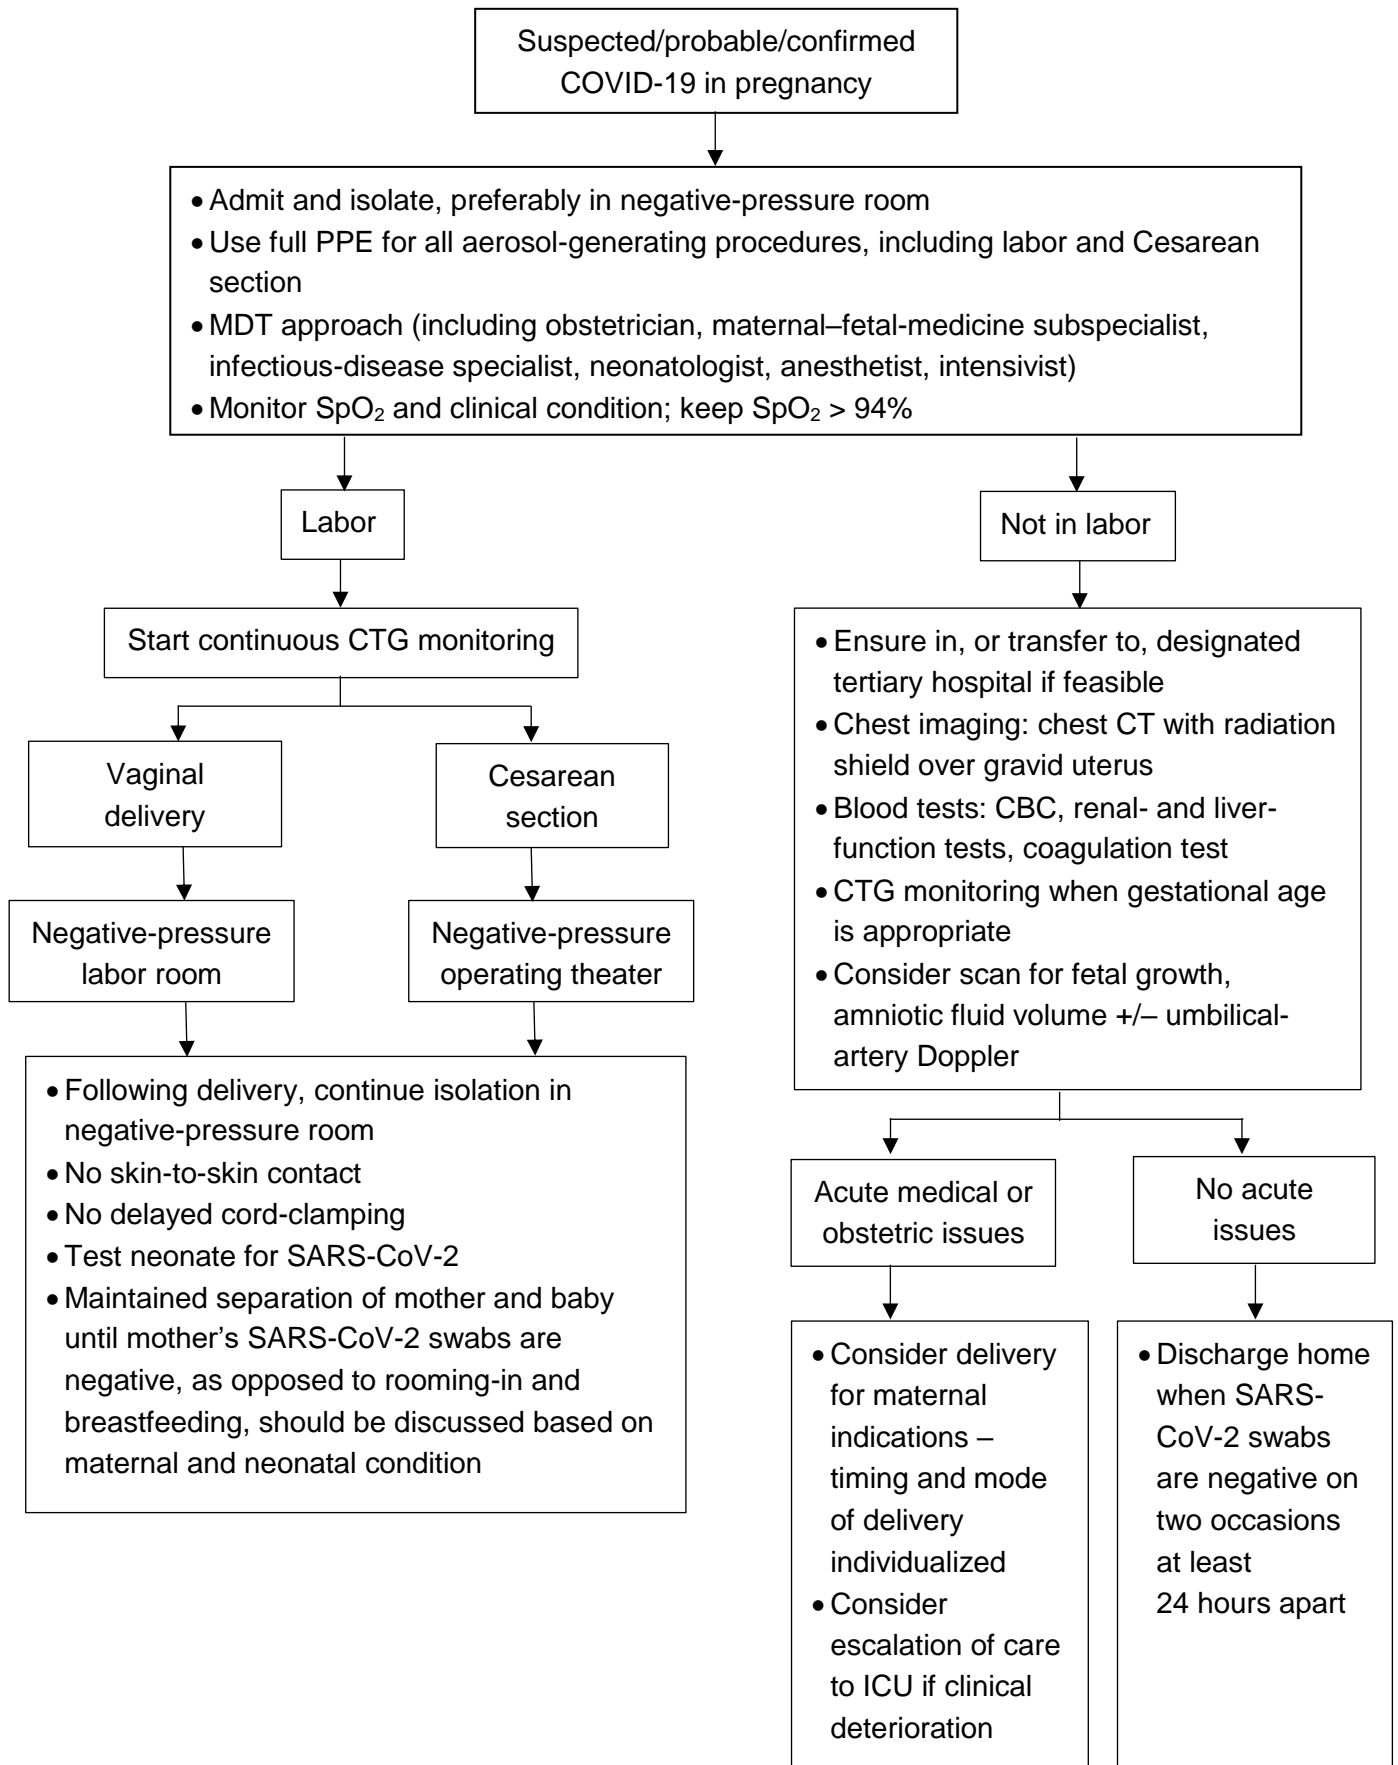 Suspected/probable/confirmed
COVID-19 in pregnancy
• Admit and isolate, preferably in negative-pressure room
• Use full PPE for all aerosol-generating procedures, including labor and Cesarean
section
• MDT approach (including obstetrician, maternal–fetal-medicine subspecialist,
infectious-disease specialist, neonatologist, anesthetist, intensivist)
• Monitor SpO₂ and clinical condition; keep SpO₂ > 94%
Labor
Start continuous CTG monitoring
Vaginal
delivery
Cesarean
section
Negative-pressure
labor room
Negative-pressure
operating theater
• Following delivery, continue isolation in
negative-pressure room
• No skin-to-skin contact
• No delayed cord-clamping
• Test neonate for SARS-CoV-2
• Maintained separation of mother and baby
until mother’s SARS-CoV-2 swabs are
negative, as opposed to rooming-in and
breastfeeding, should be discussed based on
maternal and neonatal condition
Not in labor
• Ensure in, or transfer to, designated
tertiary hospital if feasible
• Chest imaging: chest CT with radiation
shield over gravid uterus
• Blood tests: CBC, renal- and liver-
function tests, coagulation test
• CTG monitoring when gestational age
is appropriate
• Consider scan for fetal growth,
amniotic fluid volume +/– umbilical-
artery Doppler
Acute medical or
obstetric issues
No acute
issues
• Consider delivery
for maternal
indications –
timing and mode
of delivery
individualized
• Consider
escalation of care
to ICU if clinical
deterioration
• Discharge home
when SARS-
CoV-2 swabs
are negative on
two occasions
at least
24 hours apart